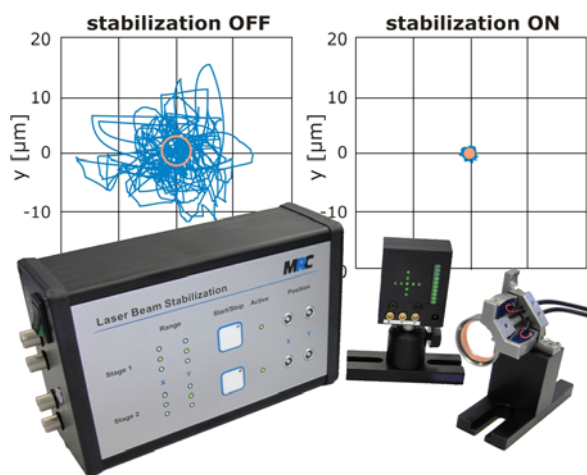 stabilization OFF
stabilization ON
20
10
0
-10
y [µm]
20
10
0
-10
y [µm]
0
MRC
Laser Beam Stabilization
Range
Start/Stop
Active
Position
Stage 1
X
Y
X
Y
Stage 2